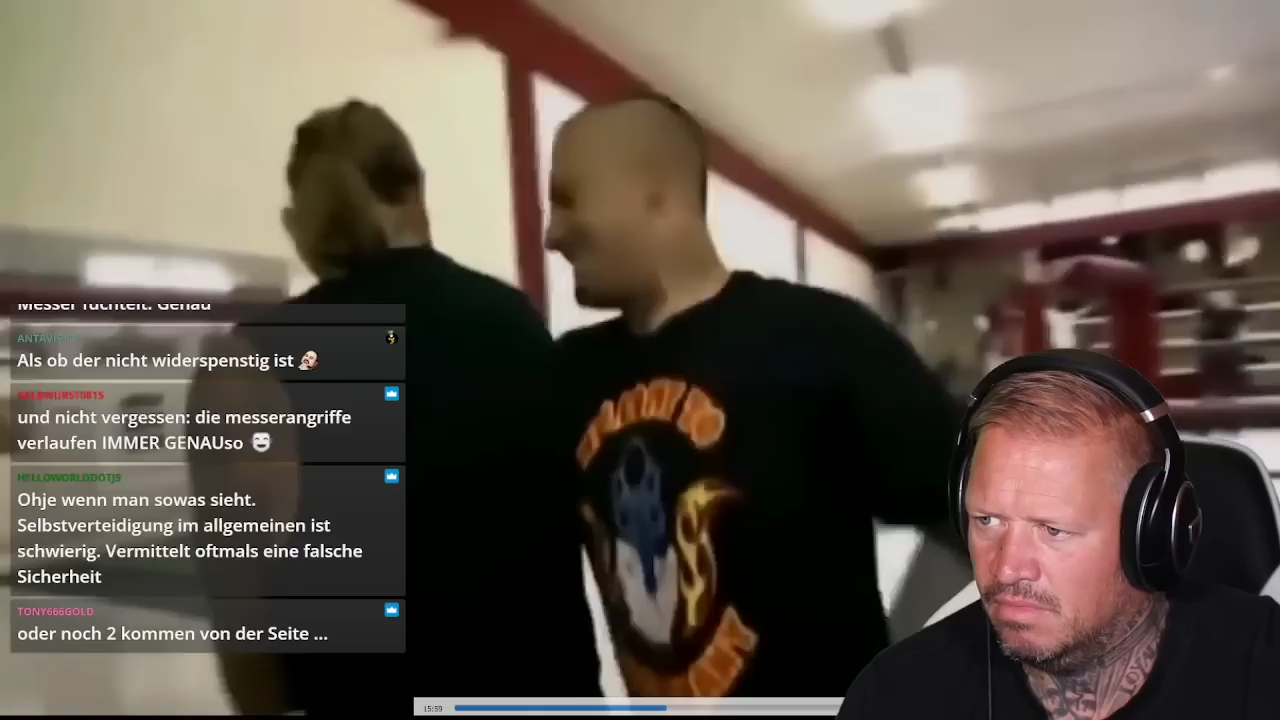 Messer fuchtelt. Genau
Als ob der nicht widerspenstig ist
und nicht vergessen: die messerangriffe
verlaufen IMMER GENAUso
HELLOWORLDDOTJS
Ohje wenn man sowas sieht.
Selbstverteidigung im allgemeinen ist
schwierig. Vermittelt oftmals eine falsche
Sicherheit
TONY666GOLD
oder noch 2 kommen von der Seite ...
15:59